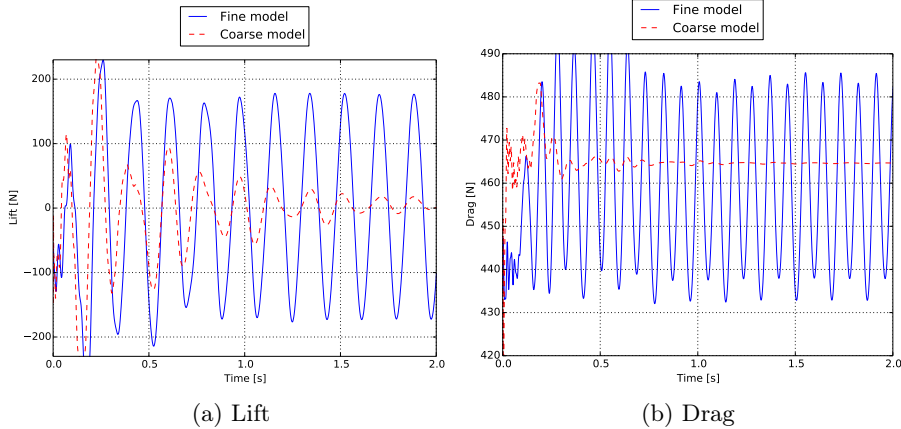 Fine model
Coarse model
200
100
0
−100
−200
Lift [N]
0.0 0.5 1.0 1.5 2.0
Time [s]
(a) Lift
Fine model
Coarse model
490
480
470
460
450
440
430
420
Drag [N]
0.0 0.5 1.0 1.5 2.0
Time [s]
(b) Drag